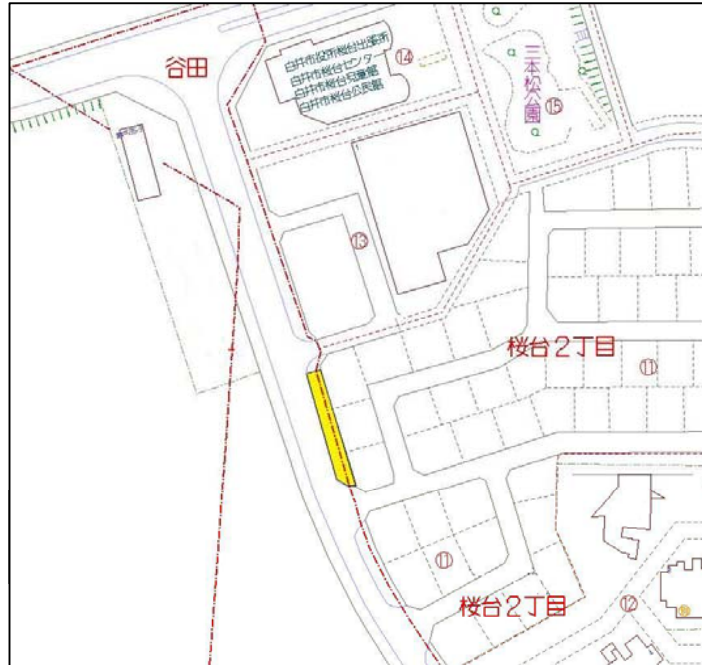 谷田
白井市役所桜台出張所
白井市桜台センター
白井市桜台児童館
白井市桜台公民館
⑭
三本松公園
⑮
⑬
桜台2丁目
⑪
⑪
桜台2丁目
⑫